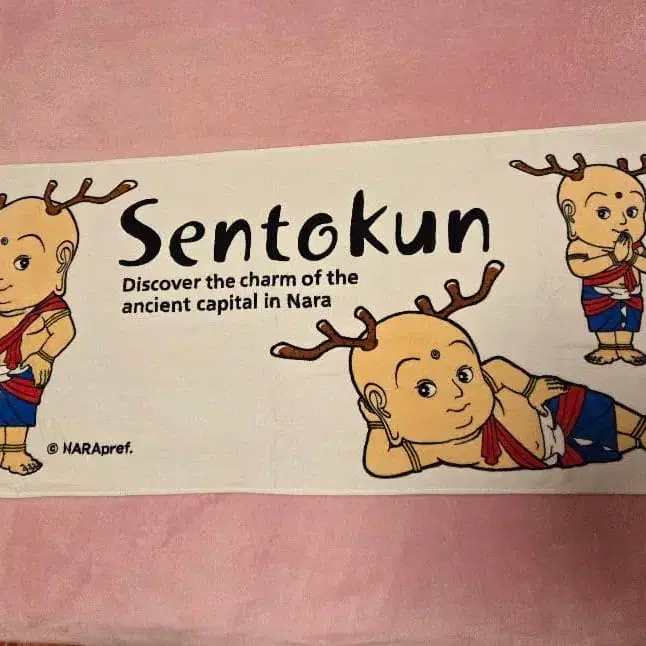 Sentokun
Discover the charm of the
ancient capital in Nara
© NARApref.